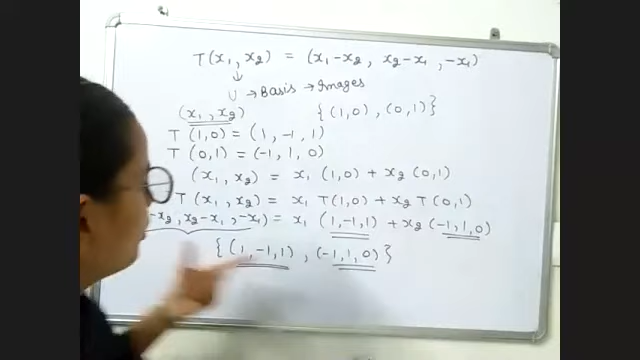 T(x₁, x₂) = (x₁-x₂, x₂-x₁, -x₁)
↓
U → Basis → Images
(x₁, x₂) {(1,0), (0,1)}
T(1,0) = (1, -1, 1)
T(0,1) = (-1, 1, 0)
(x₁, x₂) = x₁ (1,0) + x₂ (0,1)
T(x₁, x₂) = x₁ T(1,0) + x₂ T(0,1)
-x₂, x₂-x₁, -x₁) = x₁ (1,-1,1) + x₂ (-1,1,0)
{(1,-1,1), (-1,1,0)}